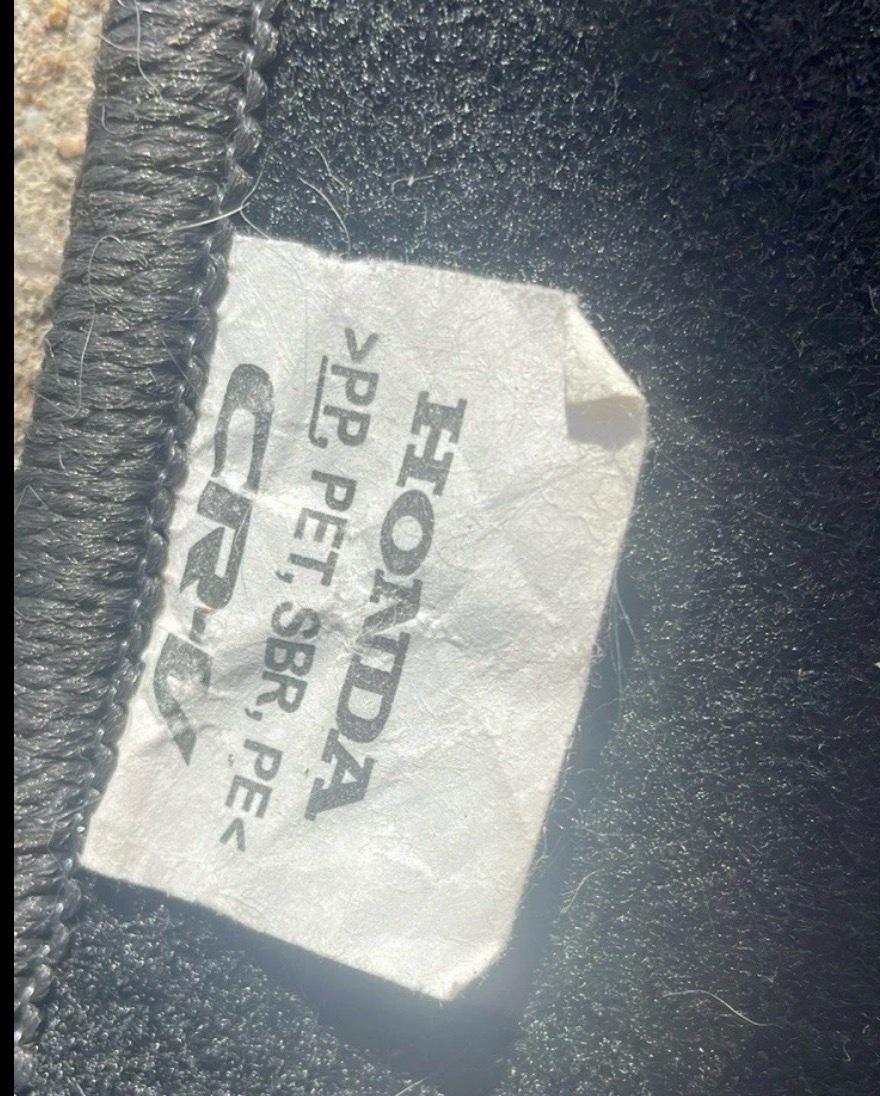 HONDA
>PP, PET, SBR, PE<
CR-V